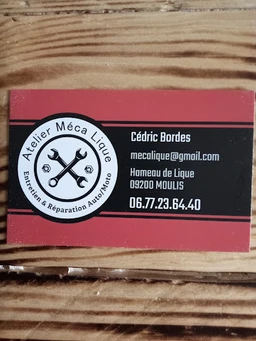 Atelier Méca Lique
Entretien & Réparation Auto/Moto
Cédric Bordes
mecalique@gmail.com
Hameau de Lique
09200 MOULIS
06.77.23.64.40